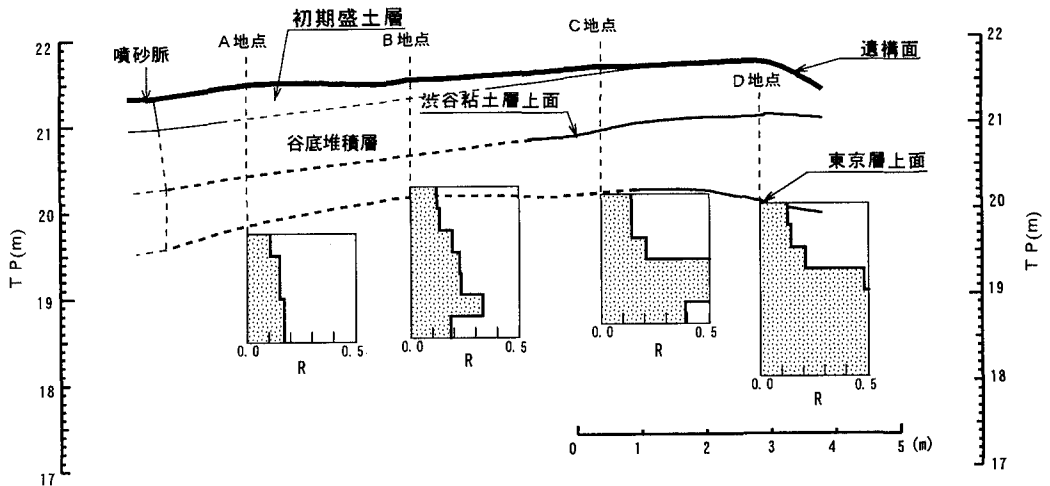 初期盛土層
A地点
B地点
C地点
22
22
噴砂脈
遺構面
D地点
渋谷粘土層上面
21
21
谷底堆積層
東京層上面
20
20
TP(m)
TP(m)
19
19
0.0 0.5
R
0.0 0.5
R
0.0 0.5
R
0.0 0.5
R
18
18
0 1 2 3 4 5 (m)
17
17